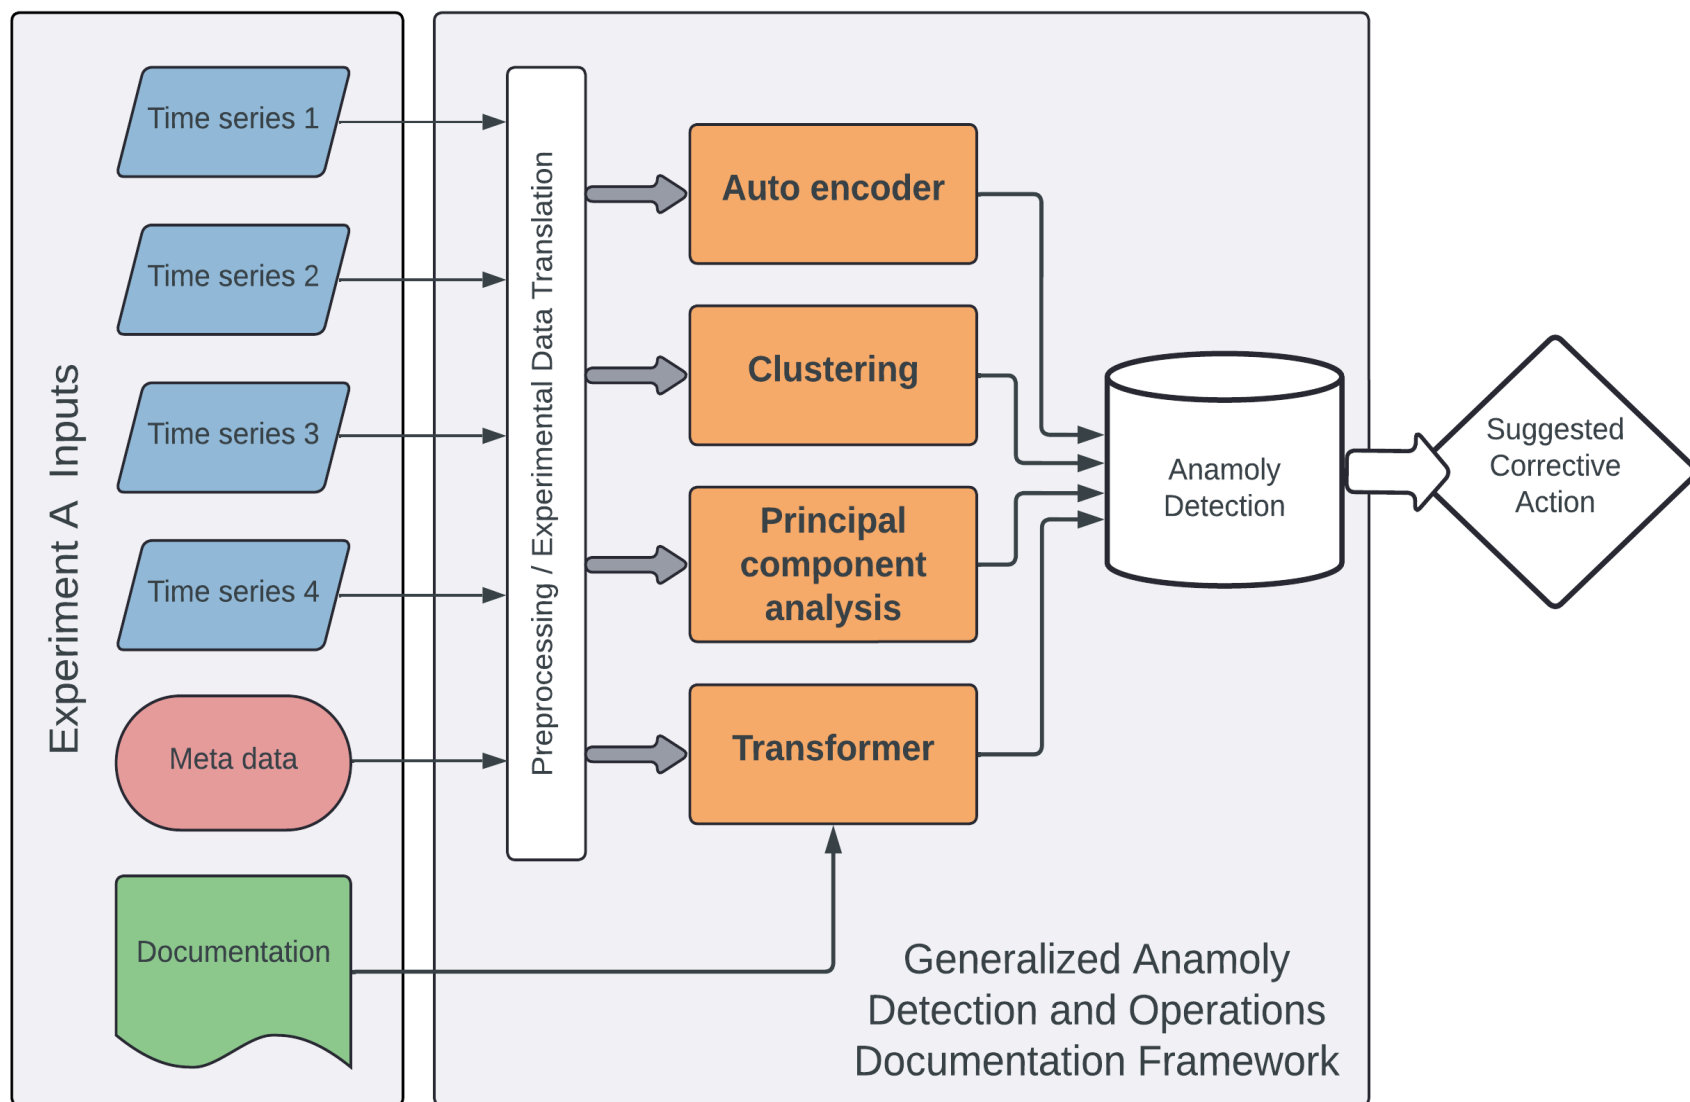 Experiment A Inputs
Time series 1
Time series 2
Time series 3
Time series 4
Meta data
Documentation
Preprocessing / Experimental Data Translation
Auto encoder
Clustering
Principal
component
analysis
Transformer
Anamoly
Detection
Suggested
Corrective
Action
Generalized Anamoly
Detection and Operations
Documentation Framework